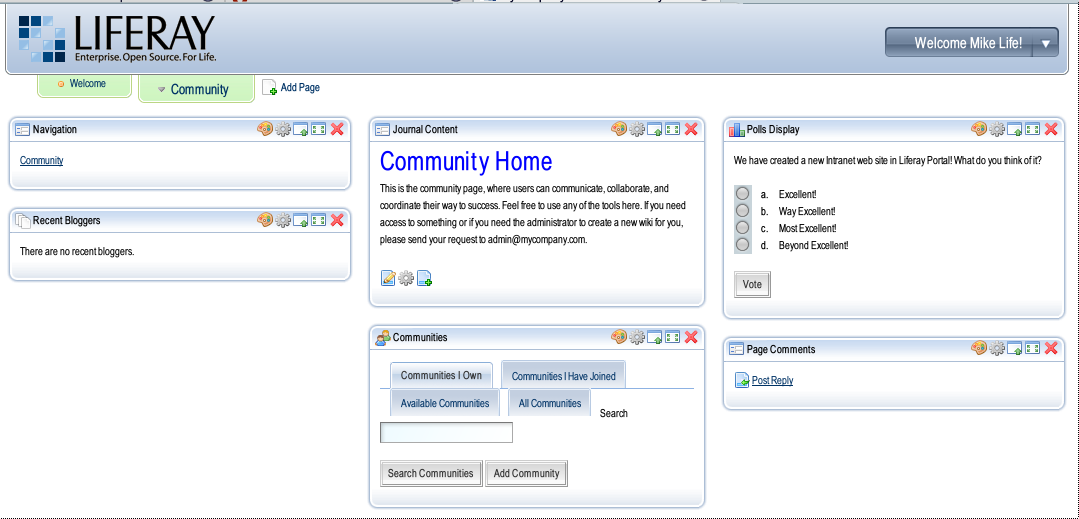 LIFERAY
Enterprise. Open Source. For Life.
Welcome Mike Life!
Welcome
Community
Add Page
Navigation
Community
Recent Bloggers
There are no recent bloggers.
Journal Content
Community Home
This is the community page, where users can communicate, collaborate, and
coordinate their way to success. Feel free to use any of the tools here. If you need
access to something or if you need the administrator to create a new wiki for you,
please send your request to admin@mycompany.com.
Communities
Communities I Own
Communities I Have Joined
Available Communities
All Communities
Search
Search Communities
Add Community
Polls Display
We have created a new Intranet web site in Liferay Portal! What do you think of it?
a. Excellent!
b. Way Excellent!
c. Most Excellent!
d. Beyond Excellent!
Vote
Page Comments
Post Reply